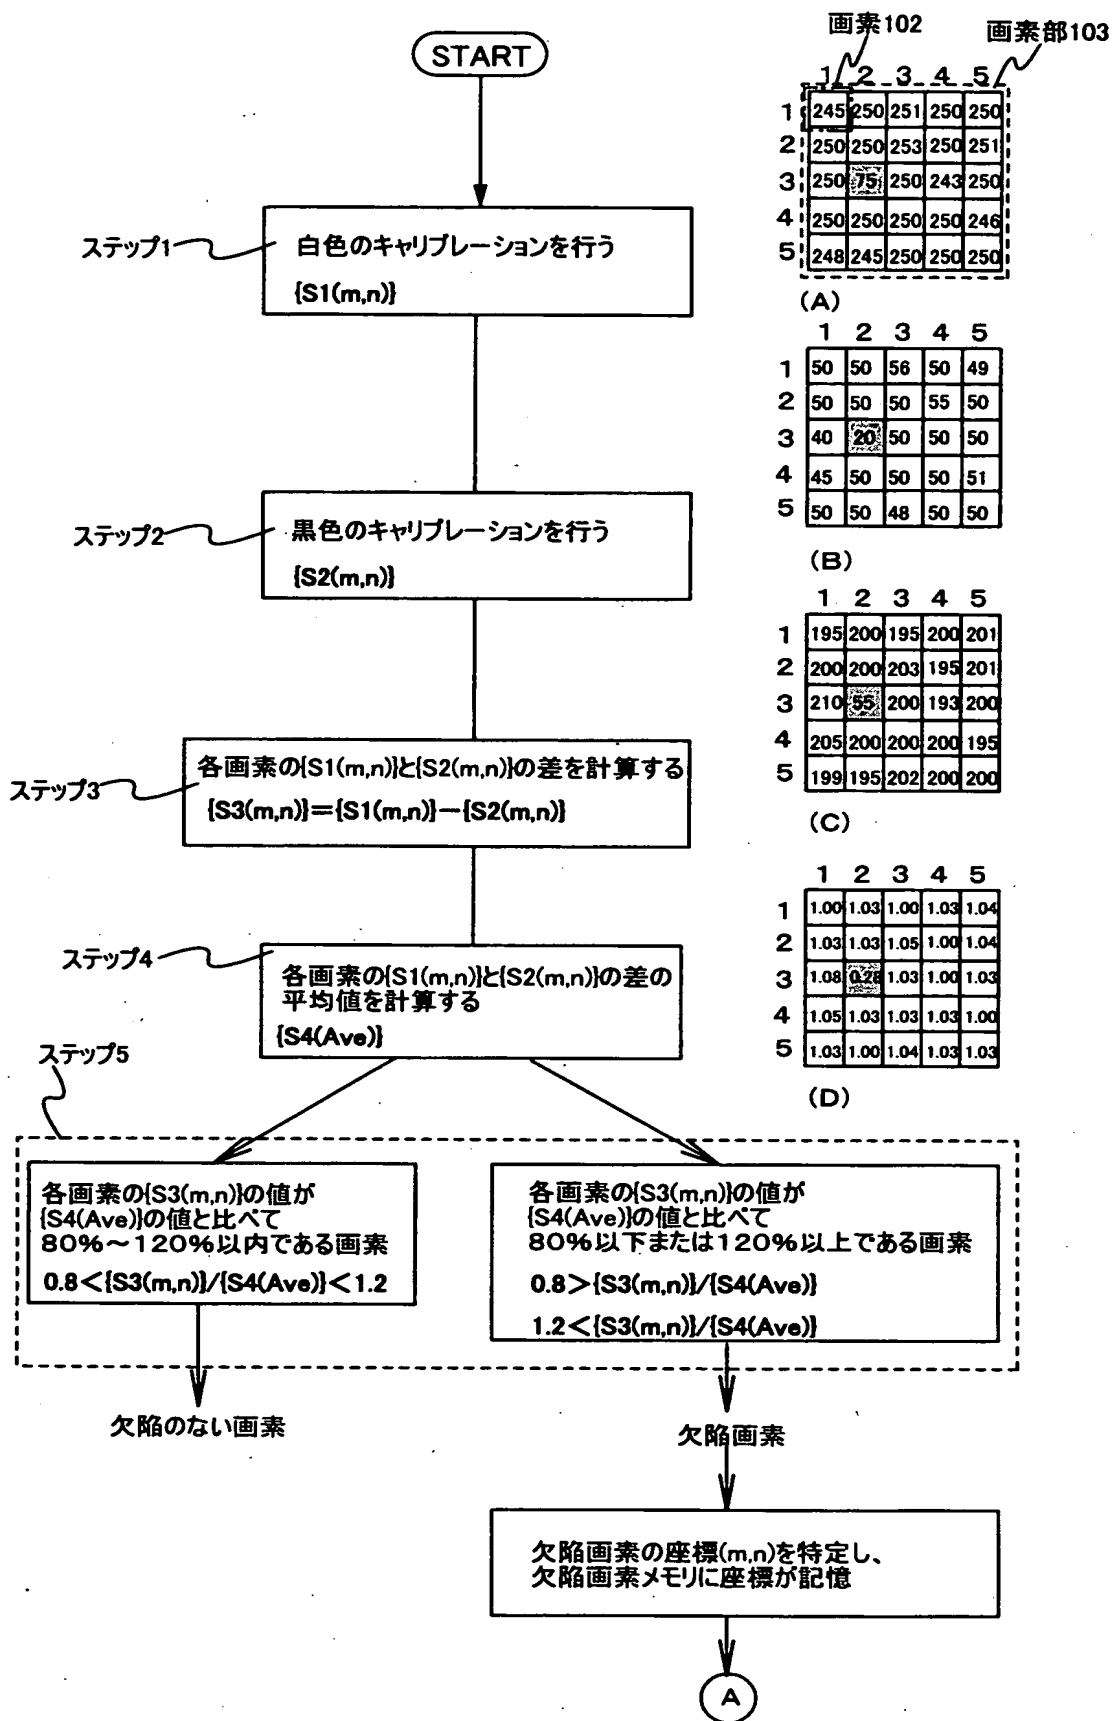 START
ステップ1
白色のキャリブレーションを行う
{S1(m,n)}
ステップ2
黒色のキャリブレーションを行う
{S2(m,n)}
ステップ3
各画素の{S1(m,n)}と{S2(m,n)}の差を計算する
{S3(m,n)}={S1(m,n)}-{S2(m,n)}
ステップ4
各画素の{S1(m,n)}と{S2(m,n)}の差の
平均値を計算する
{S4(Ave)}
ステップ5
各画素の{S3(m,n)}の値が
{S4(Ave)}の値と比べて
80%~120%以内である画素
0.8<{S3(m,n)}/{S4(Ave)}<1.2
欠陥のない画素
各画素の{S3(m,n)}の値が
{S4(Ave)}の値と比べて
80%以下または120%以上である画素
0.8>{S3(m,n)}/{S4(Ave)}
1.2<{S3(m,n)}/{S4(Ave)}
欠陥画素
欠陥画素の座標(m,n)を特定し、
欠陥画素メモリに座標が記憶
A
画素102
画素部103
1 2 3 4 5
1 245 250 251 250 250
2 250 250 253 250 251
3 250 75 250 243 250
4 250 250 250 250 246
5 248 245 250 250 250
(A)
1 2 3 4 5
1 50 50 56 50 49
2 50 50 50 55 50
3 40 20 50 50 50
4 45 50 50 50 51
5 50 50 48 50 50
(B)
1 2 3 4 5
1 195 200 195 200 201
2 200 200 203 195 201
3 210 55 200 193 200
4 205 200 200 200 195
5 199 195 202 200 200
(C)
1 2 3 4 5
1 1.00 1.03 1.00 1.03 1.04
2 1.03 1.03 1.05 1.00 1.04
3 1.08 0.28 1.03 1.00 1.03
4 1.05 1.03 1.03 1.03 1.00
5 1.03 1.00 1.04 1.03 1.03
(D)